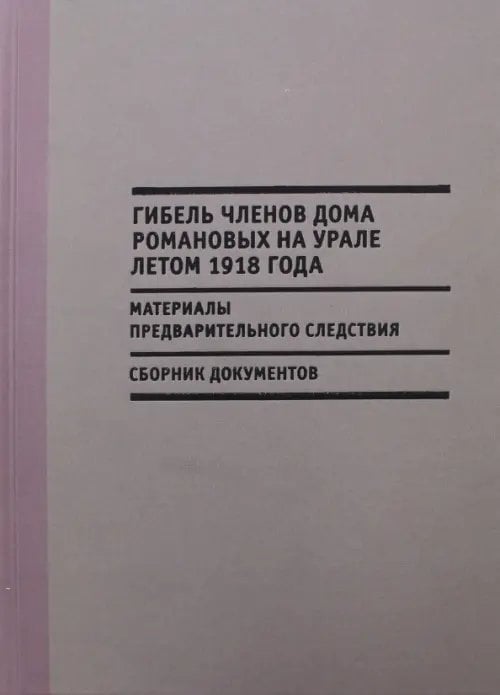 ГИБЕЛЬ ЧЛЕНОВ ДОМА
РОМАНОВЫХ НА УРАЛЕ
ЛЕТОМ 1918 ГОДА
МАТЕРИАЛЫ
ПРЕДВАРИТЕЛЬНОГО СЛЕДСТВИЯ
СБОРНИК ДОКУМЕНТОВ